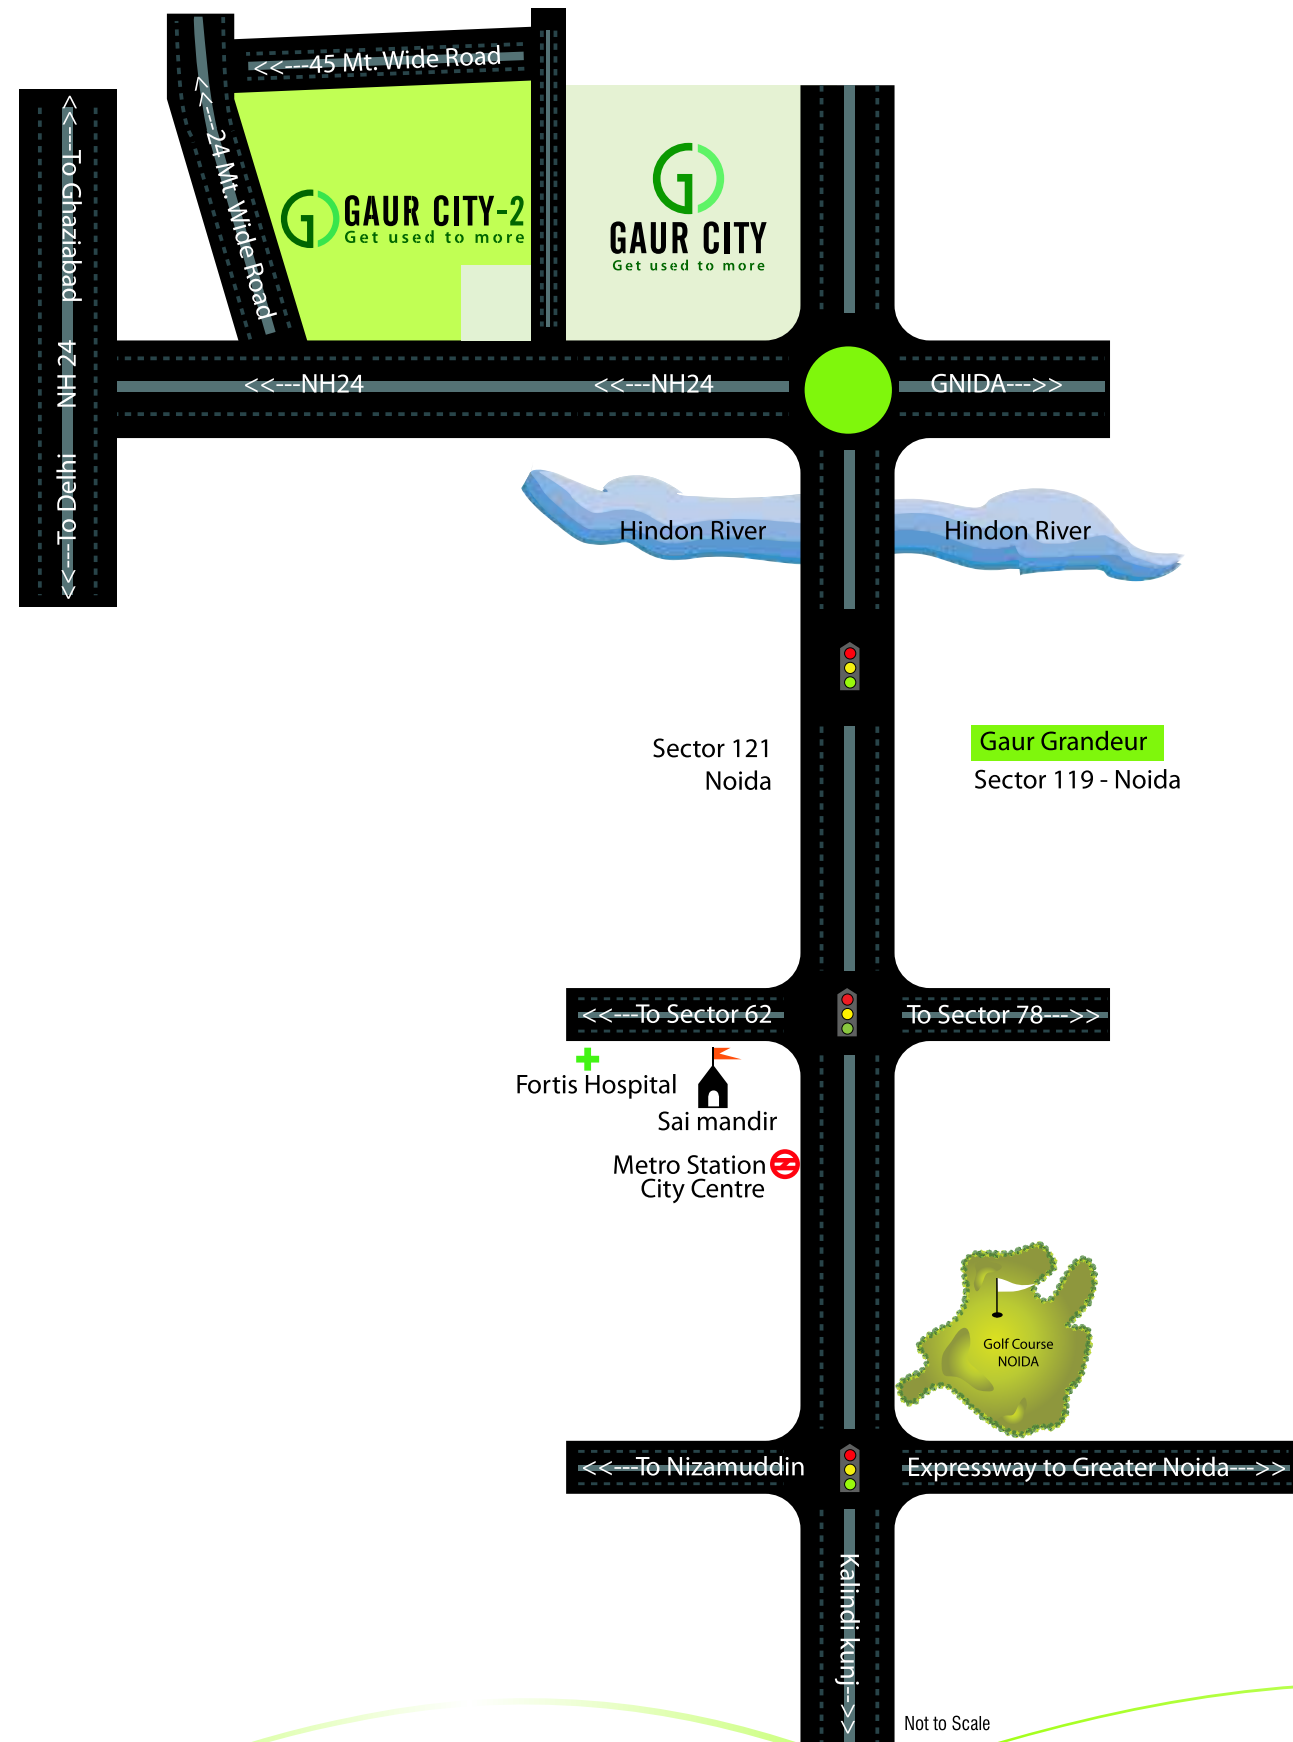 <<---45 Mt. Wide Road
<<---24 Mt. Wide Road
<<---To Delhi NH 24 --->> To Ghaziabad
GAUR CITY-2
Get used to more
GAUR CITY
Get used to more
<<---NH24
<<---NH24
GNIDA--->>
Hindon River
Hindon River
Sector 121
Noida
Gaur Grandeur
Sector 119 - Noida
<<---To Sector 62
To Sector 78--->>
Fortis Hospital
Sai mandir
Metro Station
City Centre
Golf Course
NOIDA
<<---To Nizamuddin
Expressway to Greater Noida--->>
Kalindi kunj-->>
Not to Scale